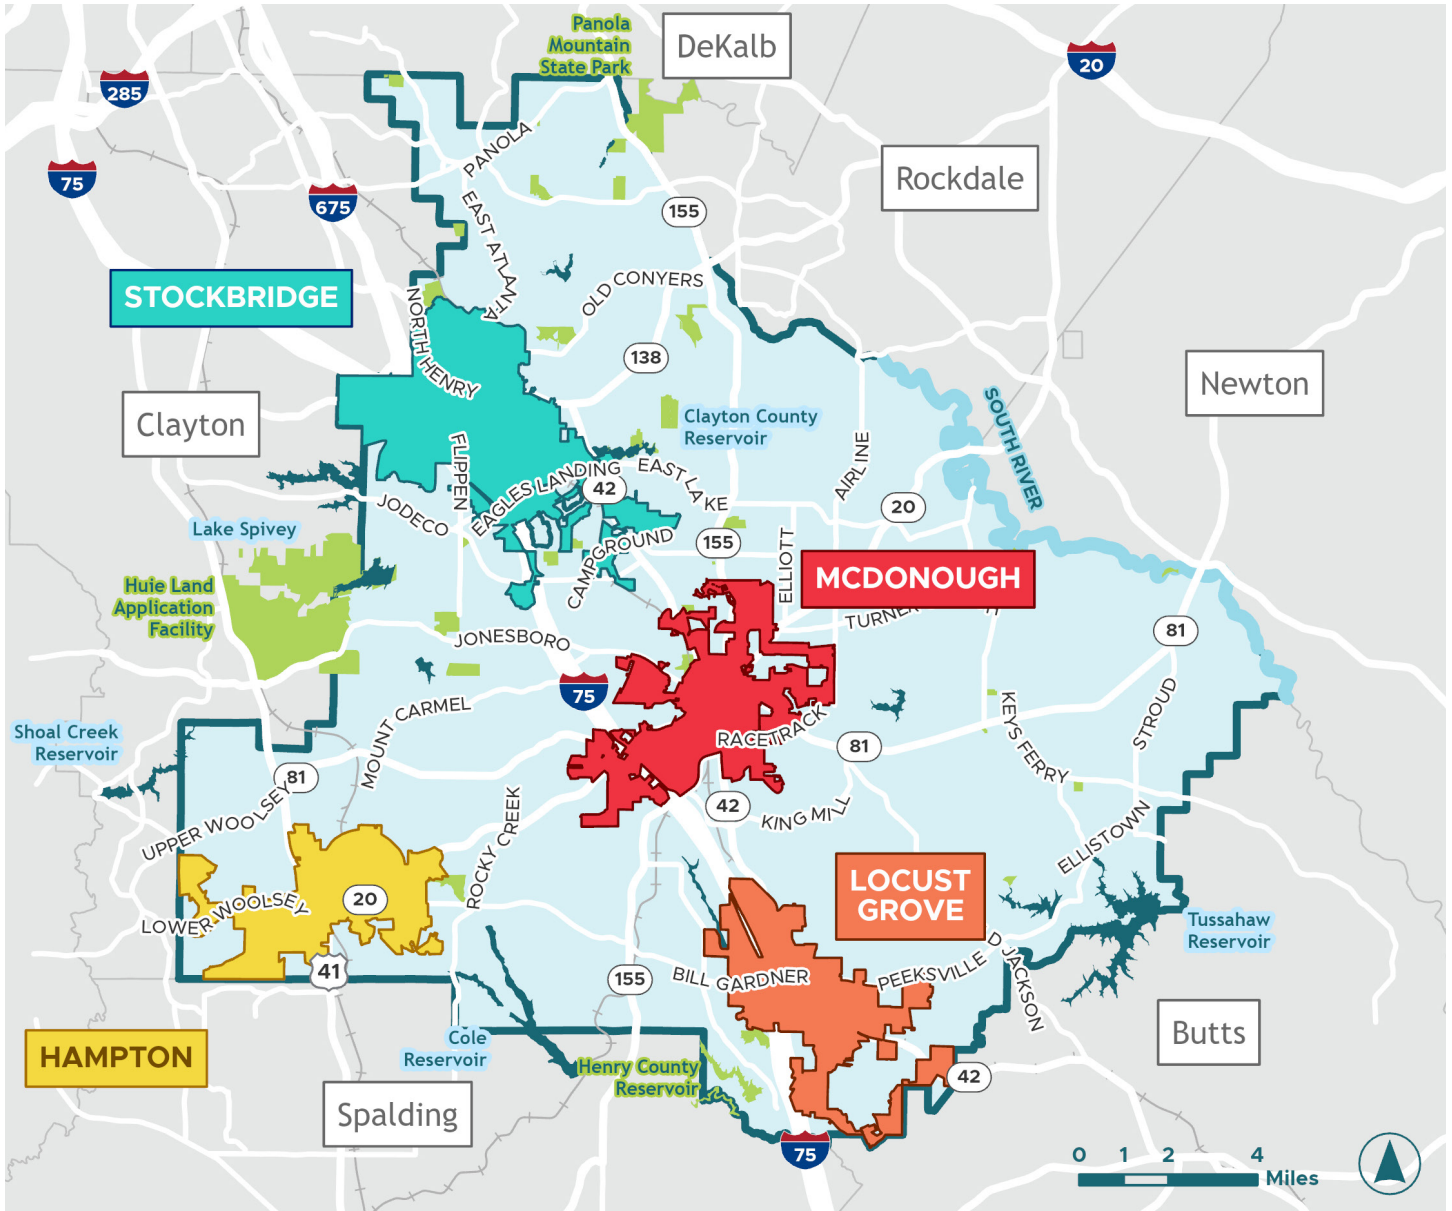 Panola
Mountain
State Park
DeKalb
20
285
75
675
PANOLA
Rockdale
155
EAST ATLANTA
STOCKBRIDGE
OLD CONYERS
NORTH HENRY
138
Newton
Clayton
Clayton County
Reservoir
SOUTH RIVER
FLIPPEN
EAGLES LANDING
42
EAST LAKE
AIRLINE
20
JODECO
Lake Spivey
155
CAMPGROUND
ELLIOTT
MCDONOUGH
Huie Land
Application
Facility
TURNER
81
JONESBORO
75
MOUNT CARMEL
KEYS FERRY
STROUD
Shoal Creek
Reservoir
RACETRACK
81
81
UPPER WOOLSEY
42
KING MILL
ROCKY CREEK
ELLISTOWN
LOCUST
GROVE
LOWER WOOLSEY
20
Tussahaw
Reservoir
41
155
BILL GARDNER
PEEKSVILLE
D JACKSON
HAMPTON
Cole
Reservoir
Butts
Henry County
Reservoir
42
Spalding
75
0 1 2 4
Miles